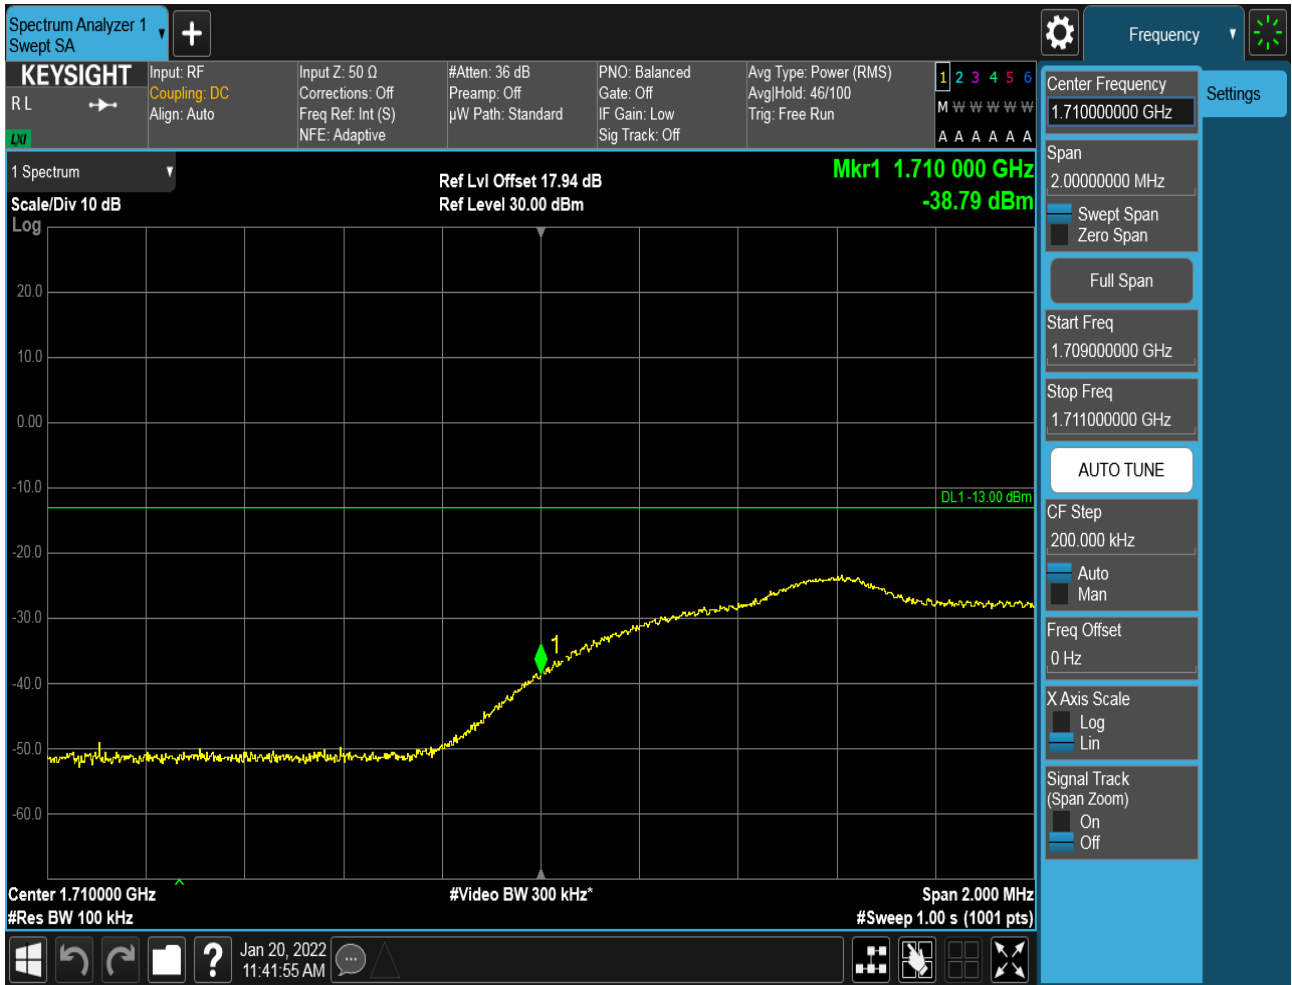 Spectrum Analyzer 1
Swept SA
Frequency
KEYSIGHT
R L
LXI
Input: RF
Coupling: DC
Align: Auto
Input Z: 50 Ω
Corrections: Off
Freq Ref: Int (S)
NFE: Adaptive
#Atten: 36 dB
Preamp: Off
µW Path: Standard
PNO: Balanced
Gate: Off
IF Gain: Low
Sig Track: Off
Avg Type: Power (RMS)
Avg|Hold: 46/100
Trig: Free Run
1 2 3 4 5 6
M W W W W W
A A A A A A
1 Spectrum
Scale/Div 10 dB
Log
Ref Lvl Offset 17.94 dB
Ref Level 30.00 dBm
Mkr1 1.710 000 GHz
-38.79 dBm
20.0
10.0
0.00
-10.0
DL1 -13.00 dBm
-20.0
-30.0
1
-40.0
-50.0
-60.0
Center 1.710000 GHz
#Res BW 100 kHz
#Video BW 300 kHz*
Span 2.000 MHz
#Sweep 1.00 s (1001 pts)
Center Frequency
1.710000000 GHz
Settings
Span
2.00000000 MHz
Swept Span
Zero Span
Full Span
Start Freq
1.709000000 GHz
Stop Freq
1.711000000 GHz
AUTO TUNE
CF Step
200.000 kHz
Auto
Man
Freq Offset
0 Hz
X Axis Scale
Log
Lin
Signal Track
(Span Zoom)
On
Off
?
Jan 20, 2022
11:41:55 AM